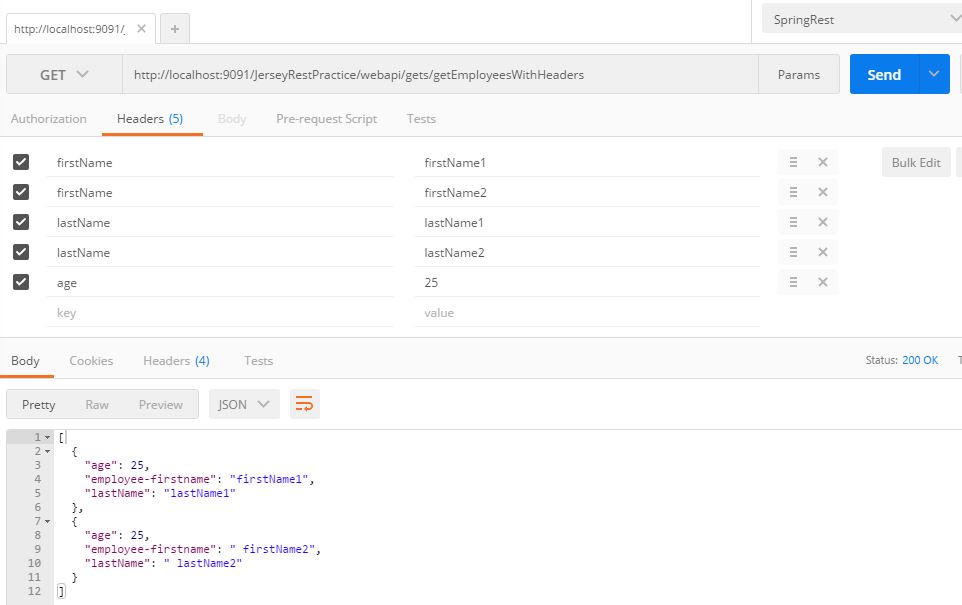 http://localhost:9091/ SpringRest
GET http://localhost:9091/JerseyRestPractice/webapi/gets/getEmployeesWithHeaders Params Send
Authorization Headers (5) Body Pre-request Script Tests
firstName firstName1 Bulk Edit
firstName firstName2
lastName lastName1
lastName lastName2
age 25
key value
Body Cookies Headers (4) Tests Status: 200 OK T
Pretty Raw Preview JSON
1 [
2 {
3 "age": 25,
4 "employee-firstname": "firstName1",
5 "lastName": "lastName1"
6 },
7 {
8 "age": 25,
9 "employee-firstname": " firstName2",
10 "lastName": " lastName2"
11 }
12 ]